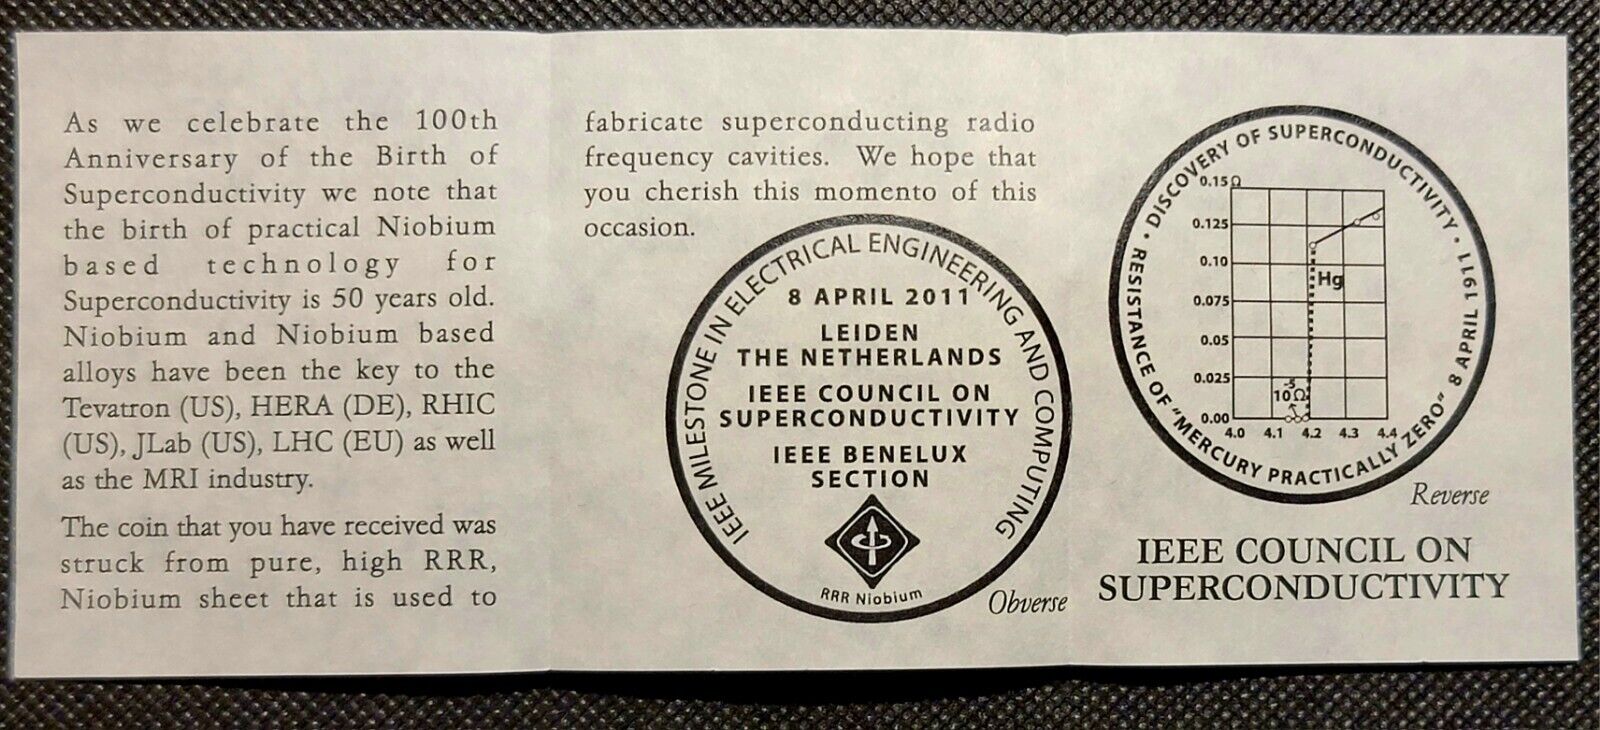 As we celebrate the 100th
Anniversary of the Birth of
Superconductivity we note that
the birth of practical Niobium
based technology for
Superconductivity is 50 years old.
Niobium and Niobium based
alloys have been the key to the
Tevatron (US), HERA (DE), RHIC
(US), JLab (US), LHC (EU) as well
as the MRI industry.
The coin that you have received was
struck from pure, high RRR,
Niobium sheet that is used to
fabricate superconducting radio
frequency cavities. We hope that
you cherish this momento of this
occasion.
IEEE MILESTONE IN ELECTRICAL ENGINEERING AND COMPUTING
8 APRIL 2011
LEIDEN
THE NETHERLANDS
IEEE COUNCIL ON
SUPERCONDUCTIVITY
IEEE BENELUX
SECTION
RRR Niobium
Obverse
• DISCOVERY OF SUPERCONDUCTIVITY •
RESISTANCE OF "MERCURY PRACTICALLY ZERO" 8 APRIL 1911
0.15Ω
0.125
0.10
0.075
0.05
0.025
0.00
Hg
-5
10 Ω
4.0 4.1 4.2 4.3 4.4
Reverse
IEEE COUNCIL ON
SUPERCONDUCTIVITY